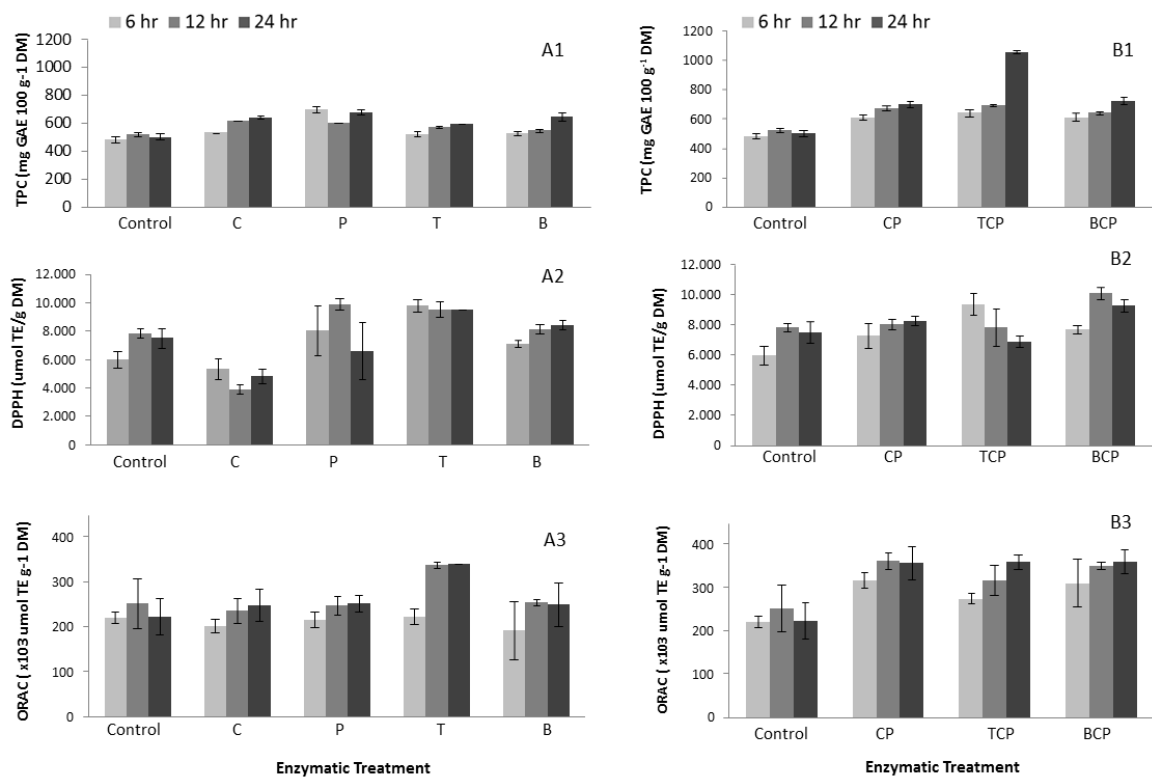 6 hr 12 hr 24 hr
A1
TPC (mg GAE 100 g-1 DM)
1200
1000
800
600
400
200
0
Control C P T B
6 hr 12 hr 24 hr
B1
TPC (mg GAE 100 g⁻¹ DM)
1200
1000
800
600
400
200
0
Control CP TCP BCP
A2
DPPH (umol TE/g DM)
12.000
10.000
8.000
6.000
4.000
2.000
0
Control C P T B
B2
DPPH (umol TE/g DM)
12.000
10.000
8.000
6.000
4.000
2.000
0
Control CP TCP BCP
A3
ORAC ( x103 umol TE g-1 DM)
400
300
200
100
0
Control C P T B
Enzymatic Treatment
B3
ORAC ( x103 umol TE g-1 DM)
400
300
200
100
0
Control CP TCP BCP
Enzymatic Treatment